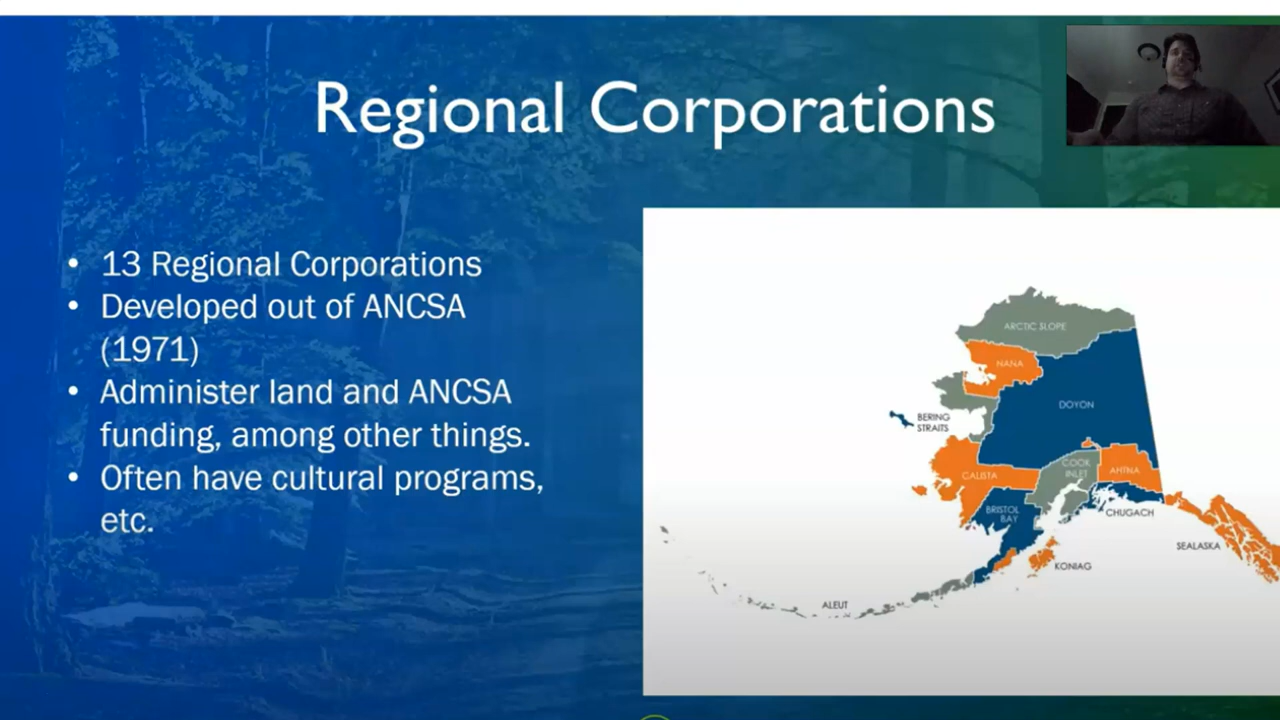 Regional Corporations
• 13 Regional Corporations
• Developed out of ANCSA
(1971)
• Administer land and ANCSA
funding, among other things.
• Often have cultural programs,
etc.
ARCTIC SLOPE
NANA
DOYON
BERING
STRAITS
COOK
INLET
AHTNA
CALISTA
BRISTOL
BAY
CHUGACH
SEALASKA
KONIAG
ALEUT